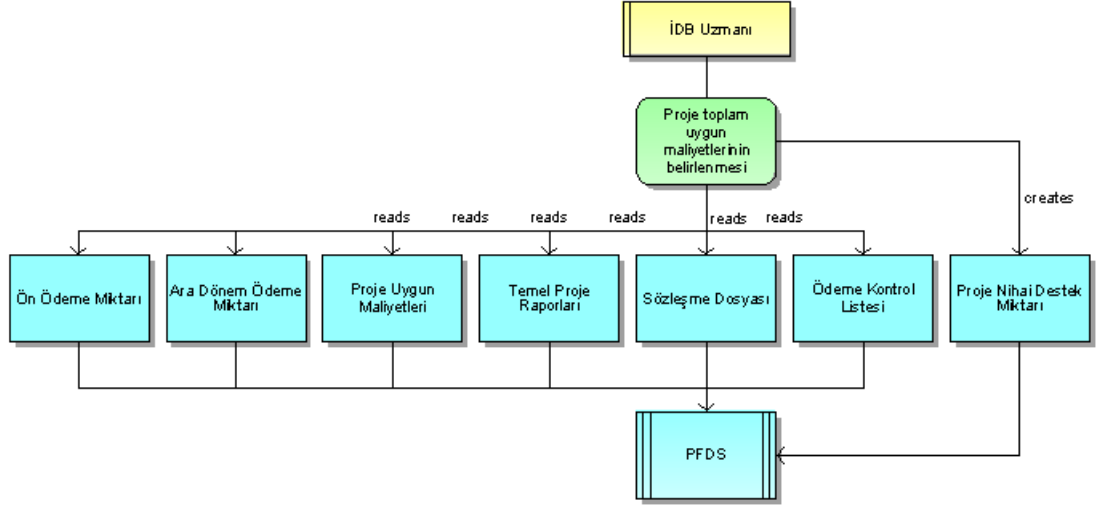 İDB Uzmanı
Proje toplam
uygun
maliyetlerinin
belirlenmesi
creates
reads reads reads reads reads reads
Ön Ödeme Miktarı
Ara Dönem Ödeme
Miktarı
Proje Uygun
Maliyetleri
Temel Proje
Raporları
Sözleşme Dosyası
Ödeme Kontrol
Listesi
Proje Nihai Destek
Miktarı
PFDS